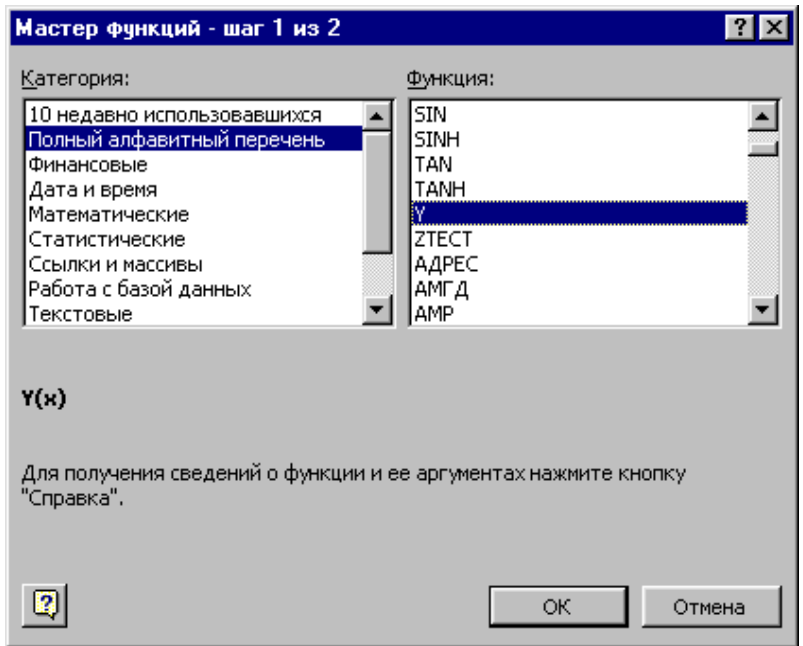 Мастер функций - шаг 1 из 2
Категория:
Функция:
10 недавно использовавшихся
Полный алфавитный перечень
Финансовые
Дата и время
Математические
Статистические
Ссылки и массивы
Работа с базой данных
Текстовые
SIN
SINH
TAN
TANH
Y
ZТЕСТ
АДРЕС
АМГД
АМР
Y(x)
Для получения сведений о функции и ее аргументах нажмите кнопку
"Справка".
OK
Отмена